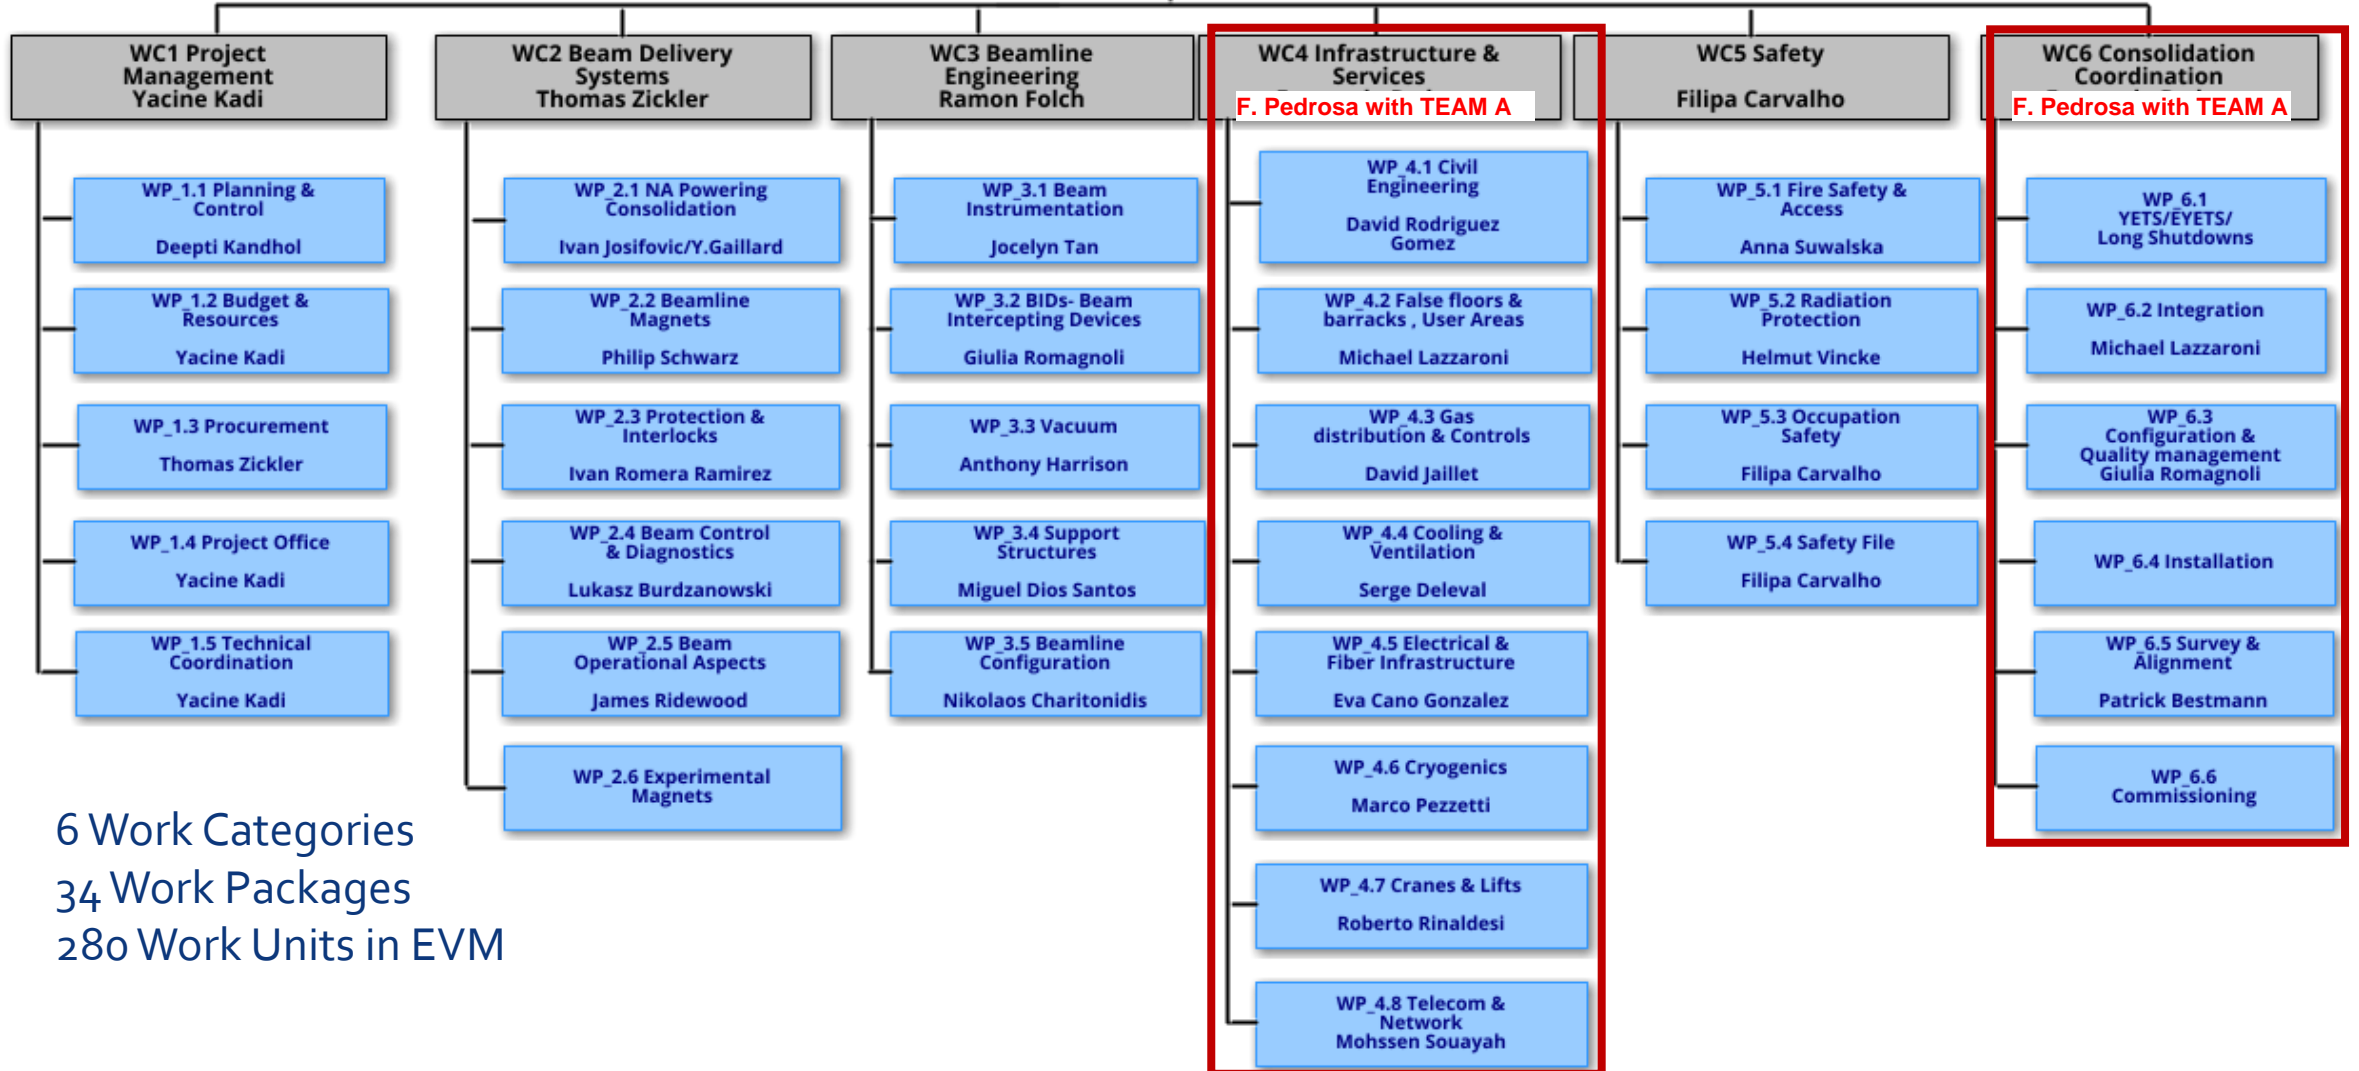 WC1 Project
Management
Yacine Kadi
WP_1.1 Planning &
Control
Deepti Kandhol
WP_1.2 Budget &
Resources
Yacine Kadi
WP_1.3 Procurement
Thomas Zickler
WP_1.4 Project Office
Yacine Kadi
WP_1.5 Technical
Coordination
Yacine Kadi
WC2 Beam Delivery
Systems
Thomas Zickler
WP_2.1 NA Powering
Consolidation
Ivan Josifovic/Y.Gaillard
WP_2.2 Beamline
Magnets
Philip Schwarz
WP_2.3 Protection &
Interlocks
Ivan Romera Ramirez
WP_2.4 Beam Control
& Diagnostics
Lukasz Burdzanowski
WP_2.5 Beam
Operational Aspects
James Ridewood
WP_2.6 Experimental
Magnets
WC3 Beamline
Engineering
Ramon Folch
WP_3.1 Beam
Instrumentation
Jocelyn Tan
WP_3.2 BIDs- Beam
Intercepting Devices
Giulia Romagnoli
WP_3.3 Vacuum
Anthony Harrison
WP_3.4 Support
Structures
Miguel Dios Santos
WP_3.5 Beamline
Configuration
Nikolaos Charitonidis
WC4 Infrastructure &
Services
F. Pedrosa with TEAM A
WP_4.1 Civil
Engineering
David Rodriguez
Gomez
WP_4.2 False floors &
barracks , User Areas
Michael Lazzaroni
WP_4.3 Gas
distribution & Controls
David Jaillet
WP_4.4 Cooling &
Ventilation
Serge Deleval
WP_4.5 Electrical &
Fiber Infrastructure
Eva Cano Gonzalez
WP_4.6 Cryogenics
Marco Pezzetti
WP_4.7 Cranes & Lifts
Roberto Rinaldesi
WP_4.8 Telecom &
Network
Mohssen Souayah
WC5 Safety
Filipa Carvalho
WP_5.1 Fire Safety &
Access
Anna Suwalska
WP_5.2 Radiation
Protection
Helmut Vincke
WP_5.3 Occupation
Safety
Filipa Carvalho
WP_5.4 Safety File
Filipa Carvalho
WC6 Consolidation
Coordination
F. Pedrosa with TEAM A
WP_6.1
YETS/EYETS/
Long Shutdowns
WP_6.2 Integration
Michael Lazzaroni
WP_6.3
Configuration &
Quality management
Giulia Romagnoli
WP_6.4 Installation
WP_6.5 Survey &
Alignment
Patrick Bestmann
WP_6.6
Commissioning
6 Work Categories
34 Work Packages
280 Work Units in EVM